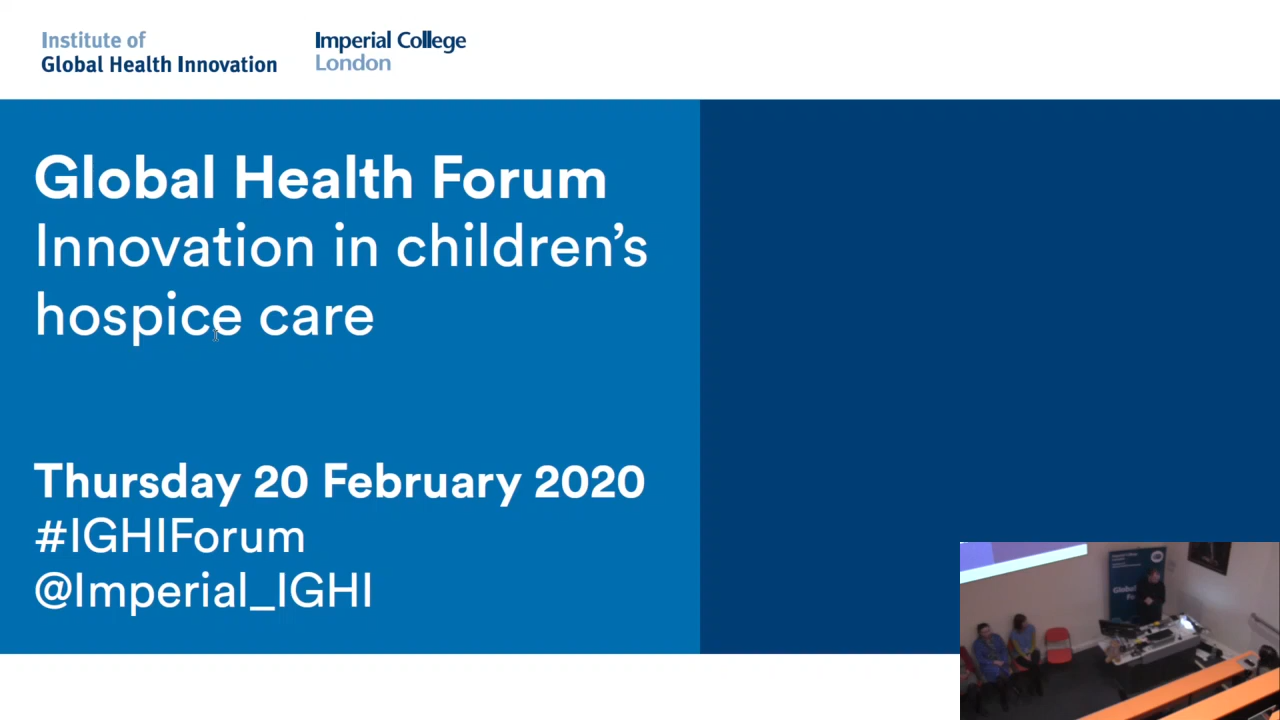 Institute of
Global Health Innovation
Imperial College
London
Global Health Forum
Innovation in children's
hospice care
Thursday 20 February 2020
#IGHIForum
@Imperial_IGHI